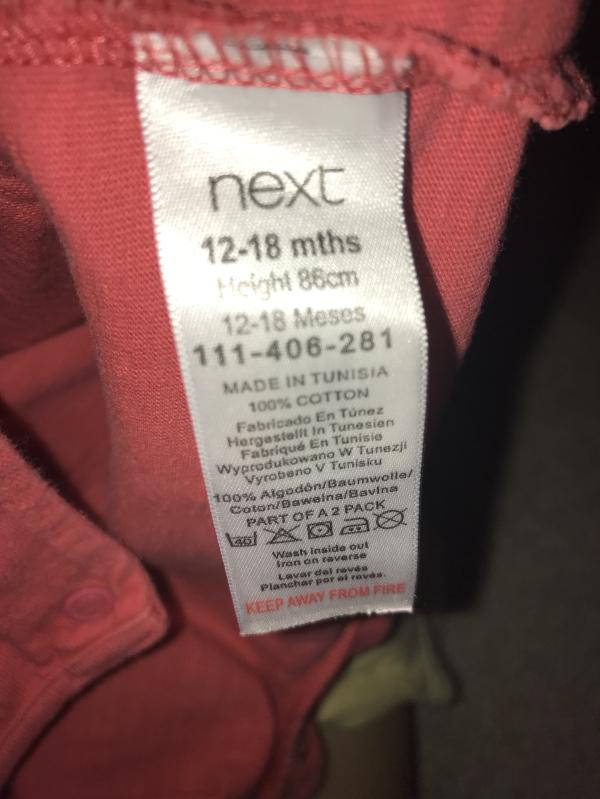 next
12-18 mths
Height 86cm
12-18 Meses
111-406-281
MADE IN TUNISIA
100% COTTON
Fabricado En Túnez
Hergestellt In Tunesien
Fabriqué En Tunisie
Wyprodukowano W Tunezji
Vyrobeno V Tunisku
100% Algodón/Baumwolle/
Coton/Bawełna/Bavlna
PART OF A 2 PACK
40
Wash inside out
Iron on reverse
Lavar del revés
Planchar por el revés.
KEEP AWAY FROM FIRE